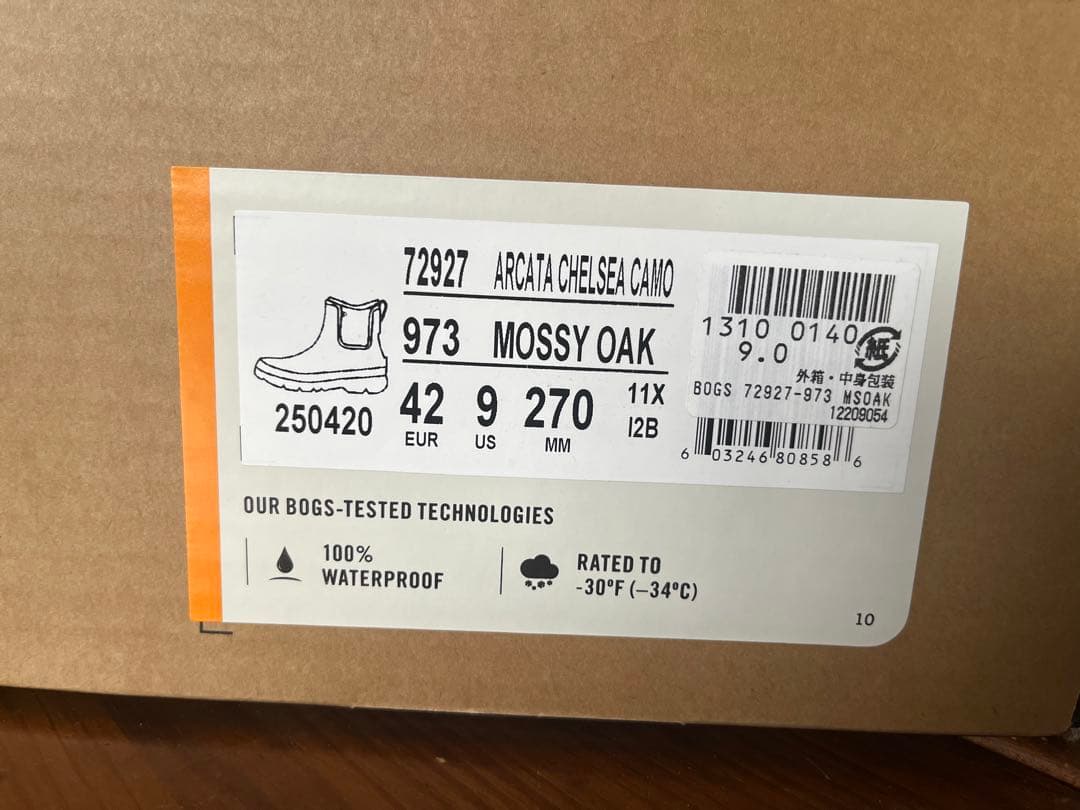 72927 ARCATA CHELSEA CAMO
973 MOSSY OAK
250420
42 9 270
EUR US MM
11X
I2B
1310 0140
9.0
紙
外箱・中身包装
BOGS 72927-973 MSOAK
12209054
6 03246 80858 6
OUR BOGS-TESTED TECHNOLOGIES
100%
WATERPROOF
RATED TO
-30°F (–34°C)
10